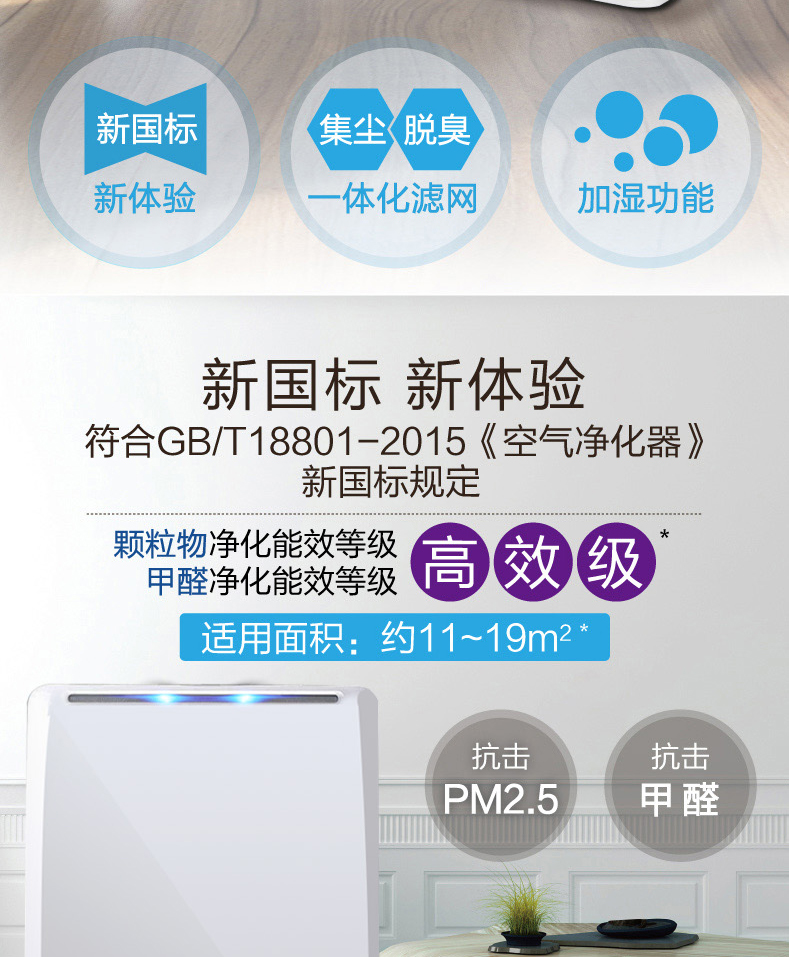 新国标
新体验
集尘 脱臭
一体化滤网
加湿功能
新国标 新体验
符合GB/T18801-2015《空气净化器》
新国标规定
颗粒物净化能效等级
甲醛净化能效等级
高效级*
适用面积：约11~19m² *
抗击
PM2.5
抗击
甲醛